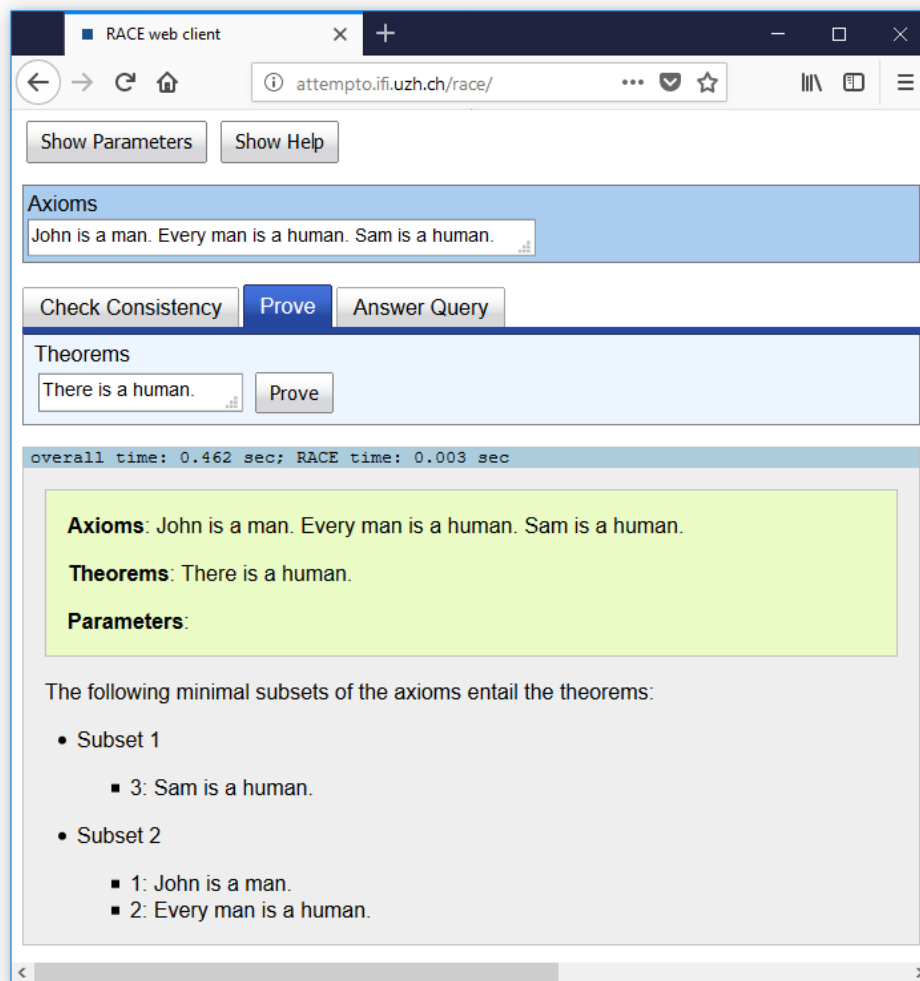 RACE web client
attempto.ifi.uzh.ch/race/
Show Parameters Show Help
Axioms
John is a man. Every man is a human. Sam is a human.
Check Consistency Prove Answer Query
Theorems
There is a human. Prove
overall time: 0.462 sec; RACE time: 0.003 sec
Axioms: John is a man. Every man is a human. Sam is a human.
Theorems: There is a human.
Parameters:
The following minimal subsets of the axioms entail the theorems:
• Subset 1
▪ 3: Sam is a human.
• Subset 2
▪ 1: John is a man.
▪ 2: Every man is a human.